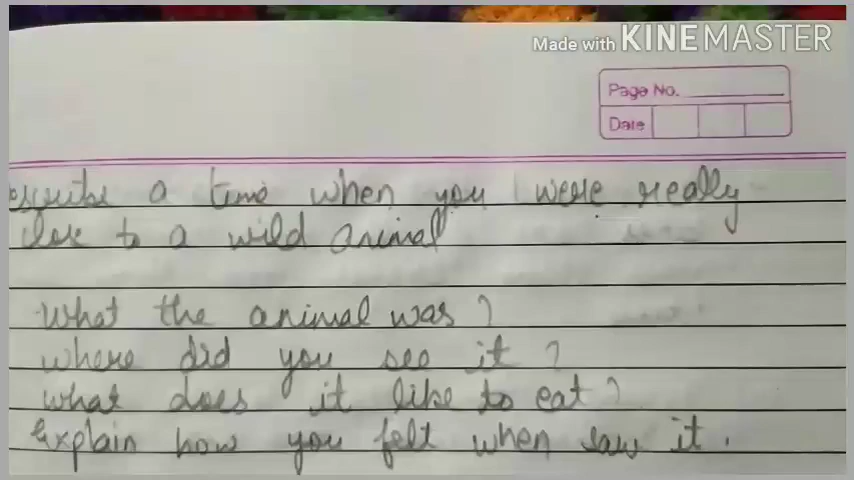 Made with KINEMASTER
Page No.
Date
escribe a time when you were really
close to a wild animal
What the animal was?
where did you see it?
what does it like to eat?
Explain how you felt when saw it.